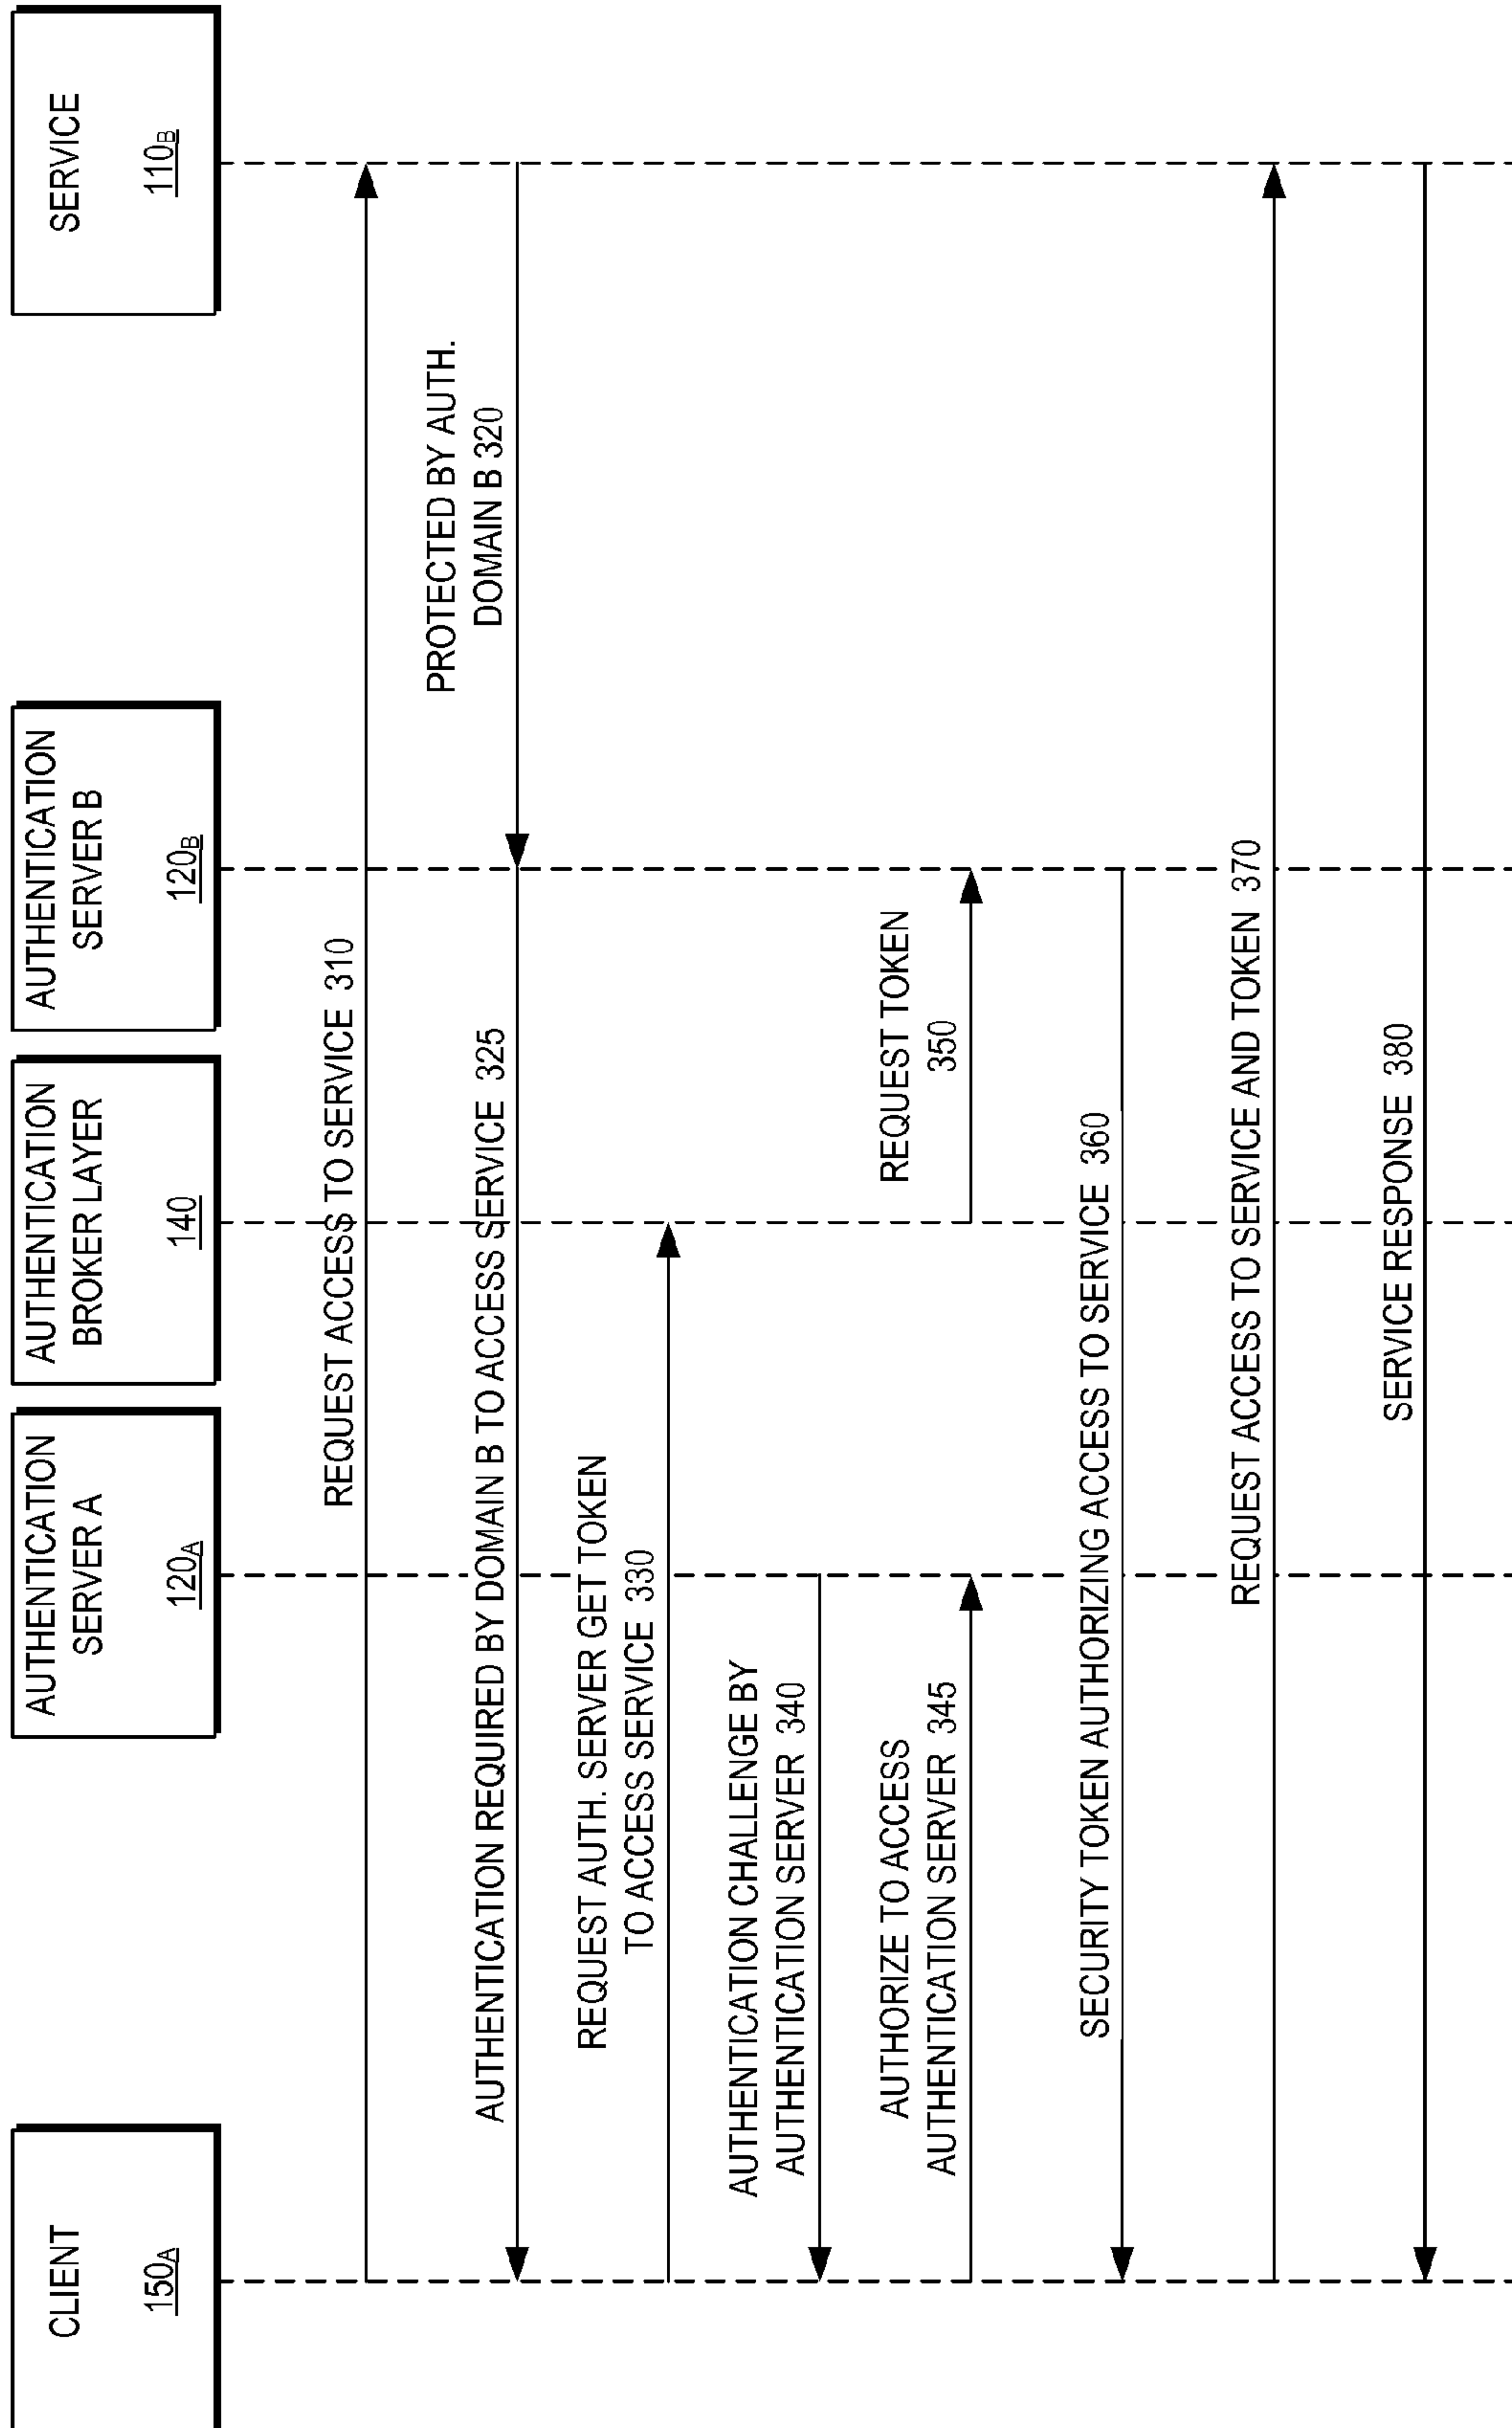 CLIENT
150A
AUTHENTICATION
SERVER A
120A
AUTHENTICATION
BROKER LAYER
140
AUTHENTICATION
SERVER B
120B
SERVICE
110B
REQUEST ACCESS TO SERVICE 310
PROTECTED BY AUTH.
DOMAIN B 320
AUTHENTICATION REQUIRED BY DOMAIN B TO ACCESS SERVICE 325
REQUEST AUTH. SERVER GET TOKEN
TO ACCESS SERVICE 330
AUTHENTICATION CHALLENGE BY
AUTHENTICATION SERVER 340
AUTHORIZE TO ACCESS
AUTHENTICATION SERVER 345
REQUEST TOKEN
350
SECURITY TOKEN AUTHORIZING ACCESS TO SERVICE 360
REQUEST ACCESS TO SERVICE AND TOKEN 370
SERVICE RESPONSE 380